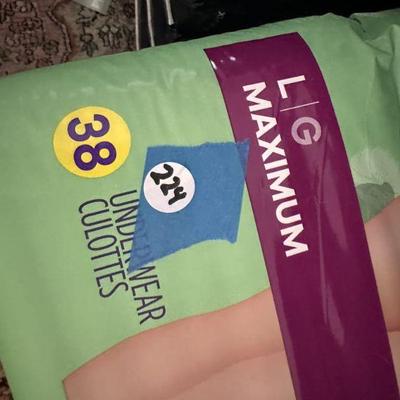 38
224
UNDERWEAR
CULOTTES
L | G
MAXIMUM